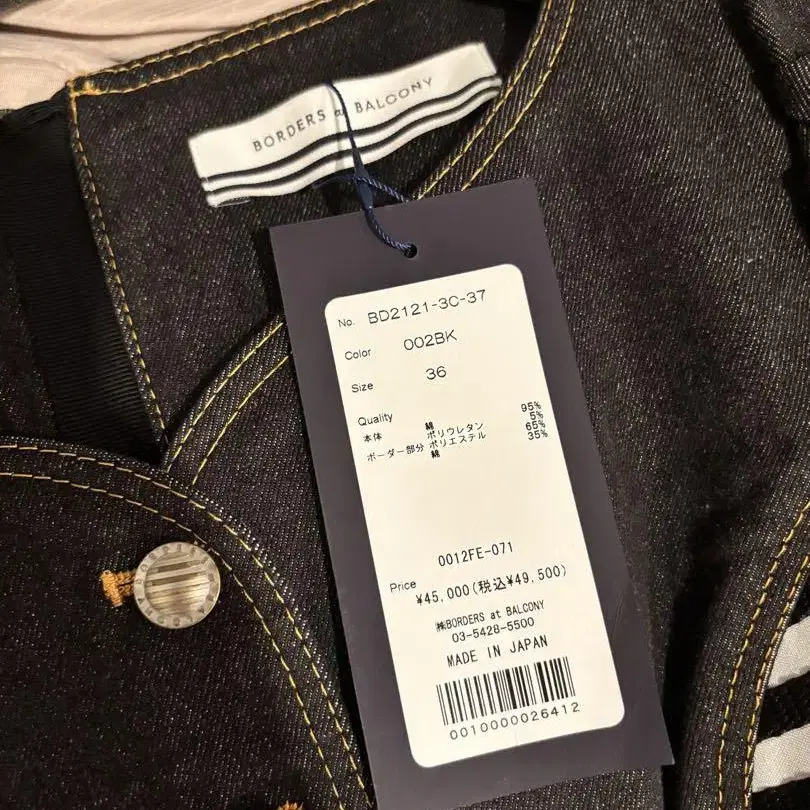 BORDERS at BALCONY
No. BD2121-3C-37
Color 002BK
Size 36
Quality
本体 綿 95%
ポリウレタン 5%
ボーダー部分 ポリエステル 65%
綿 35%
0012FE-071
Price ¥45,000(税込¥49,500)
㈱BORDERS at BALCONY
03-5428-5500
MADE IN JAPAN
0010000026412